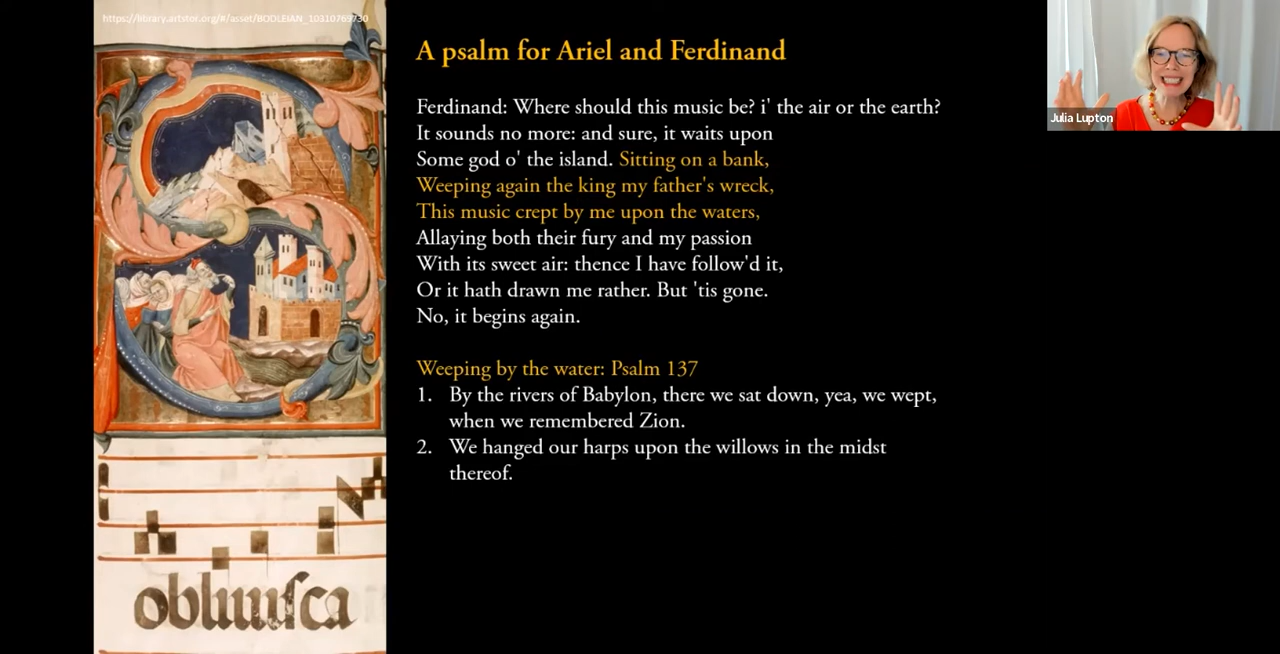 https://library.artstor.org/#/asset/BODLEIAN_10310769730
A psalm for Ariel and Ferdinand
Ferdinand: Where should this music be? i' the air or the earth?
It sounds no more: and sure, it waits upon
Some god o' the island. Sitting on a bank,
Weeping again the king my father's wreck,
This music crept by me upon the waters,
Allaying both their fury and my passion
With its sweet air: thence I have follow'd it,
Or it hath drawn me rather. But 'tis gone.
No, it begins again.
Weeping by the water: Psalm 137
1. By the rivers of Babylon, there we sat down, yea, we wept,
when we remembered Zion.
2. We hanged our harps upon the willows in the midst
thereof.
obliuisca
Julia Lupton